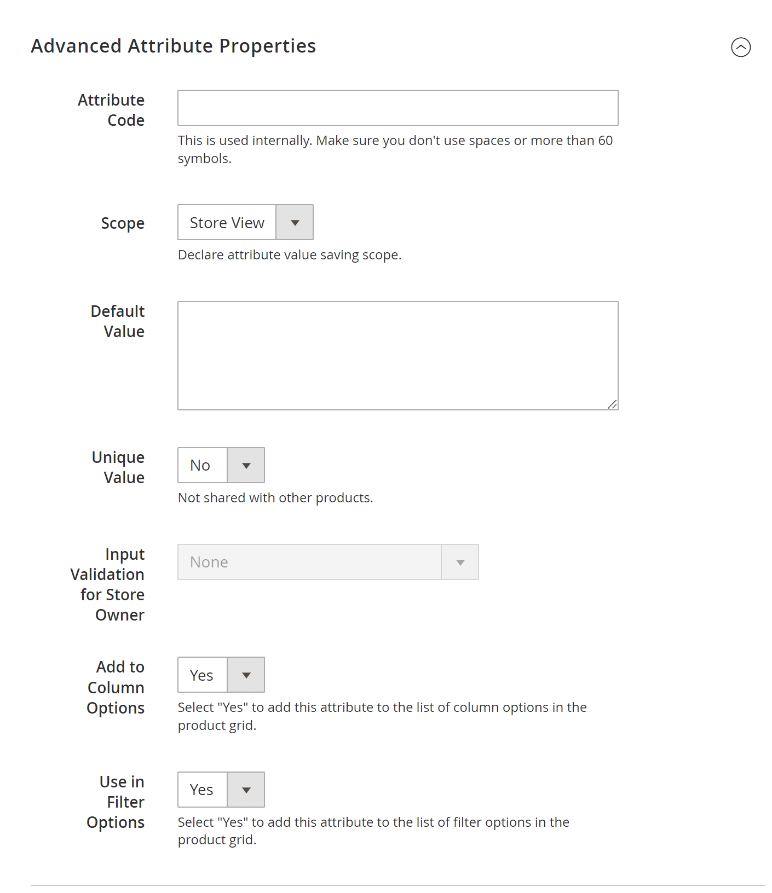 Advanced Attribute Properties
Attribute
Code
This is used internally. Make sure you don't use spaces or more than 60
symbols.
Scope
Store View
Declare attribute value saving scope.
Default
Value
Unique
Value
No
Not shared with other products.
Input
Validation
for Store
Owner
None
Add to
Column
Options
Yes
Select "Yes" to add this attribute to the list of column options in the
product grid.
Use in
Filter
Options
Yes
Select "Yes" to add this attribute to the list of filter options in the
product grid.